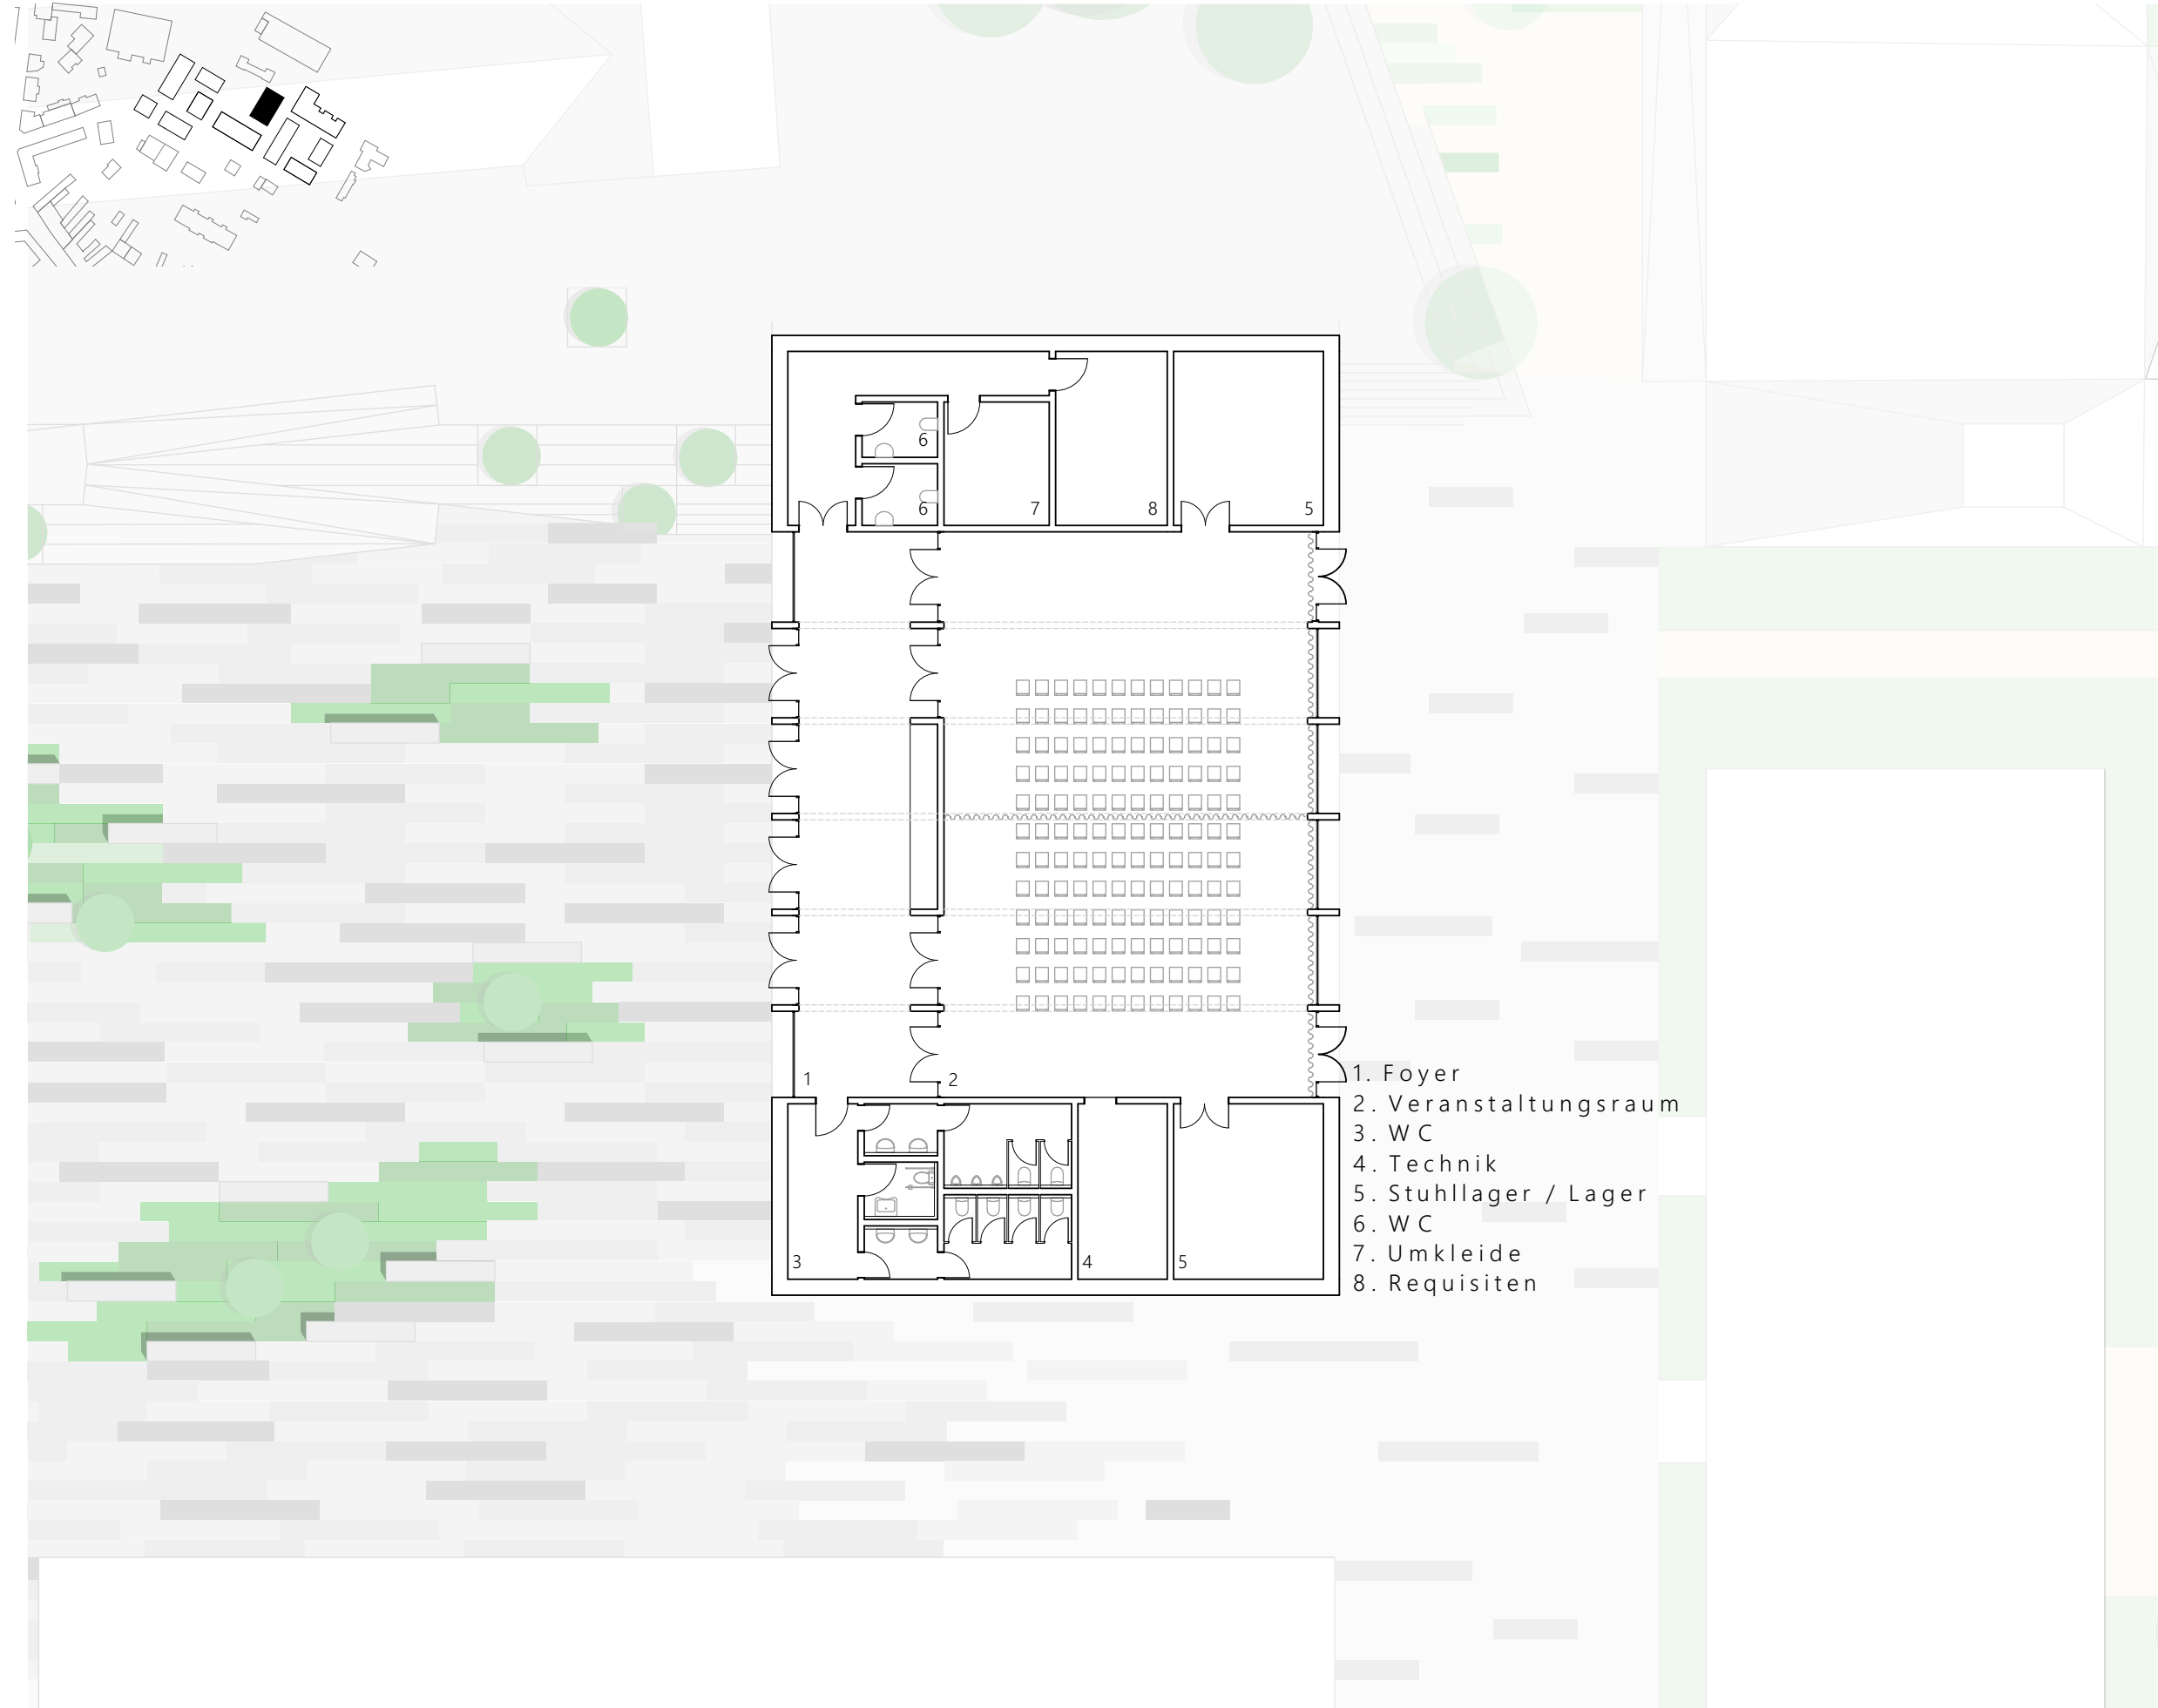 6
6
7
8
5
1
2
3
4
5
1. Foyer
2. Veranstaltungsraum
3. WC
4. Technik
5. Stuhllager / Lager
6. WC
7. Umkleide
8. Requisiten